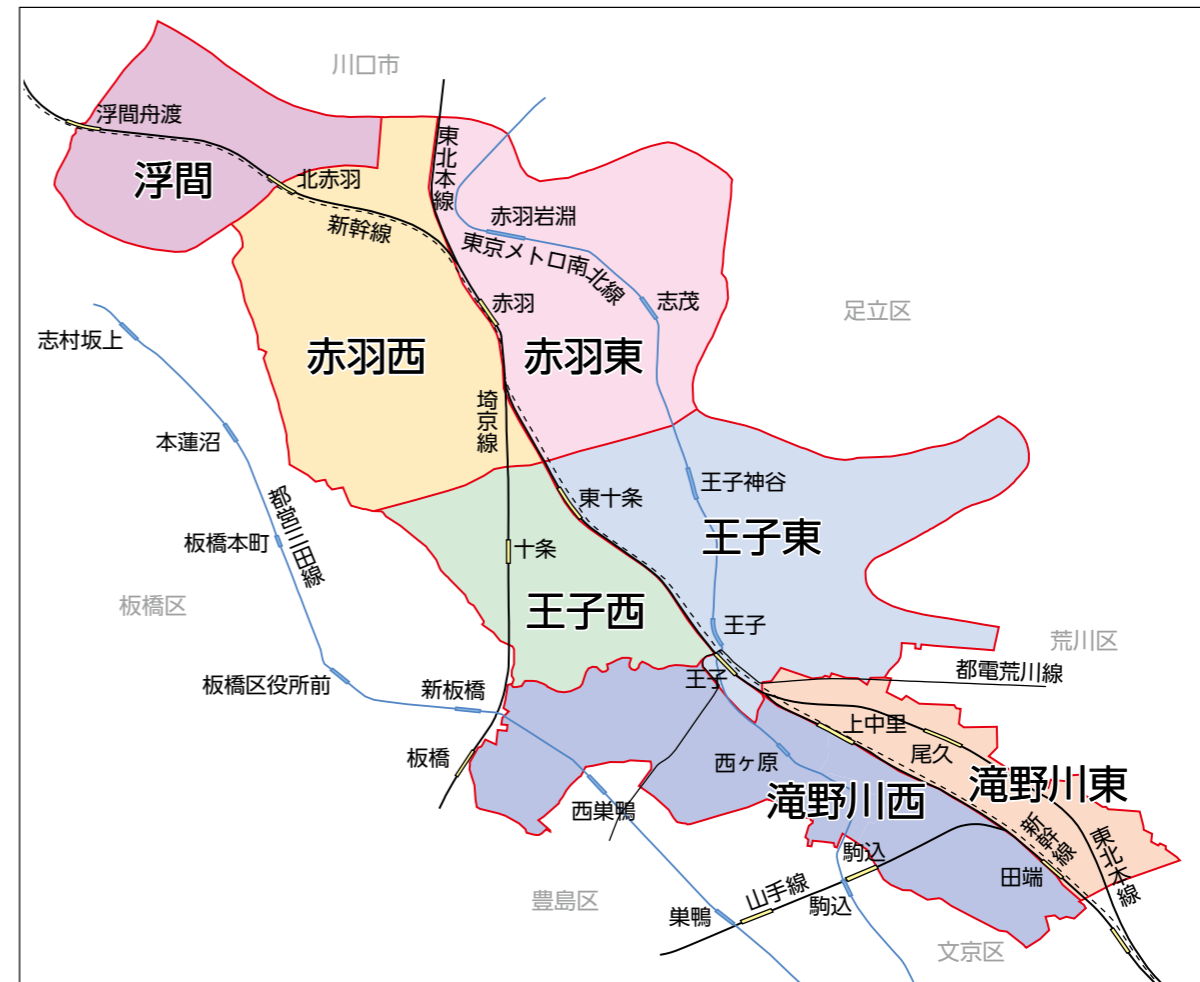 川口市
浮間舟渡
東北本線
浮間
北赤羽
赤羽岩淵
新幹線
東京メトロ南北線
赤羽
志茂
足立区
志村坂上
赤羽西
赤羽東
埼京線
本蓮沼
王子神谷
都営三田線
東十条
板橋本町
十条
王子東
板橋区
王子西
王子
荒川区
都電荒川線
板橋区役所前
新板橋
王子
上中里
板橋
西ヶ原
尾久
滝野川東
西巣鴨
滝野川西
新幹線
東北本線
駒込
田端
山手線
豊島区
巣鴨
駒込
文京区